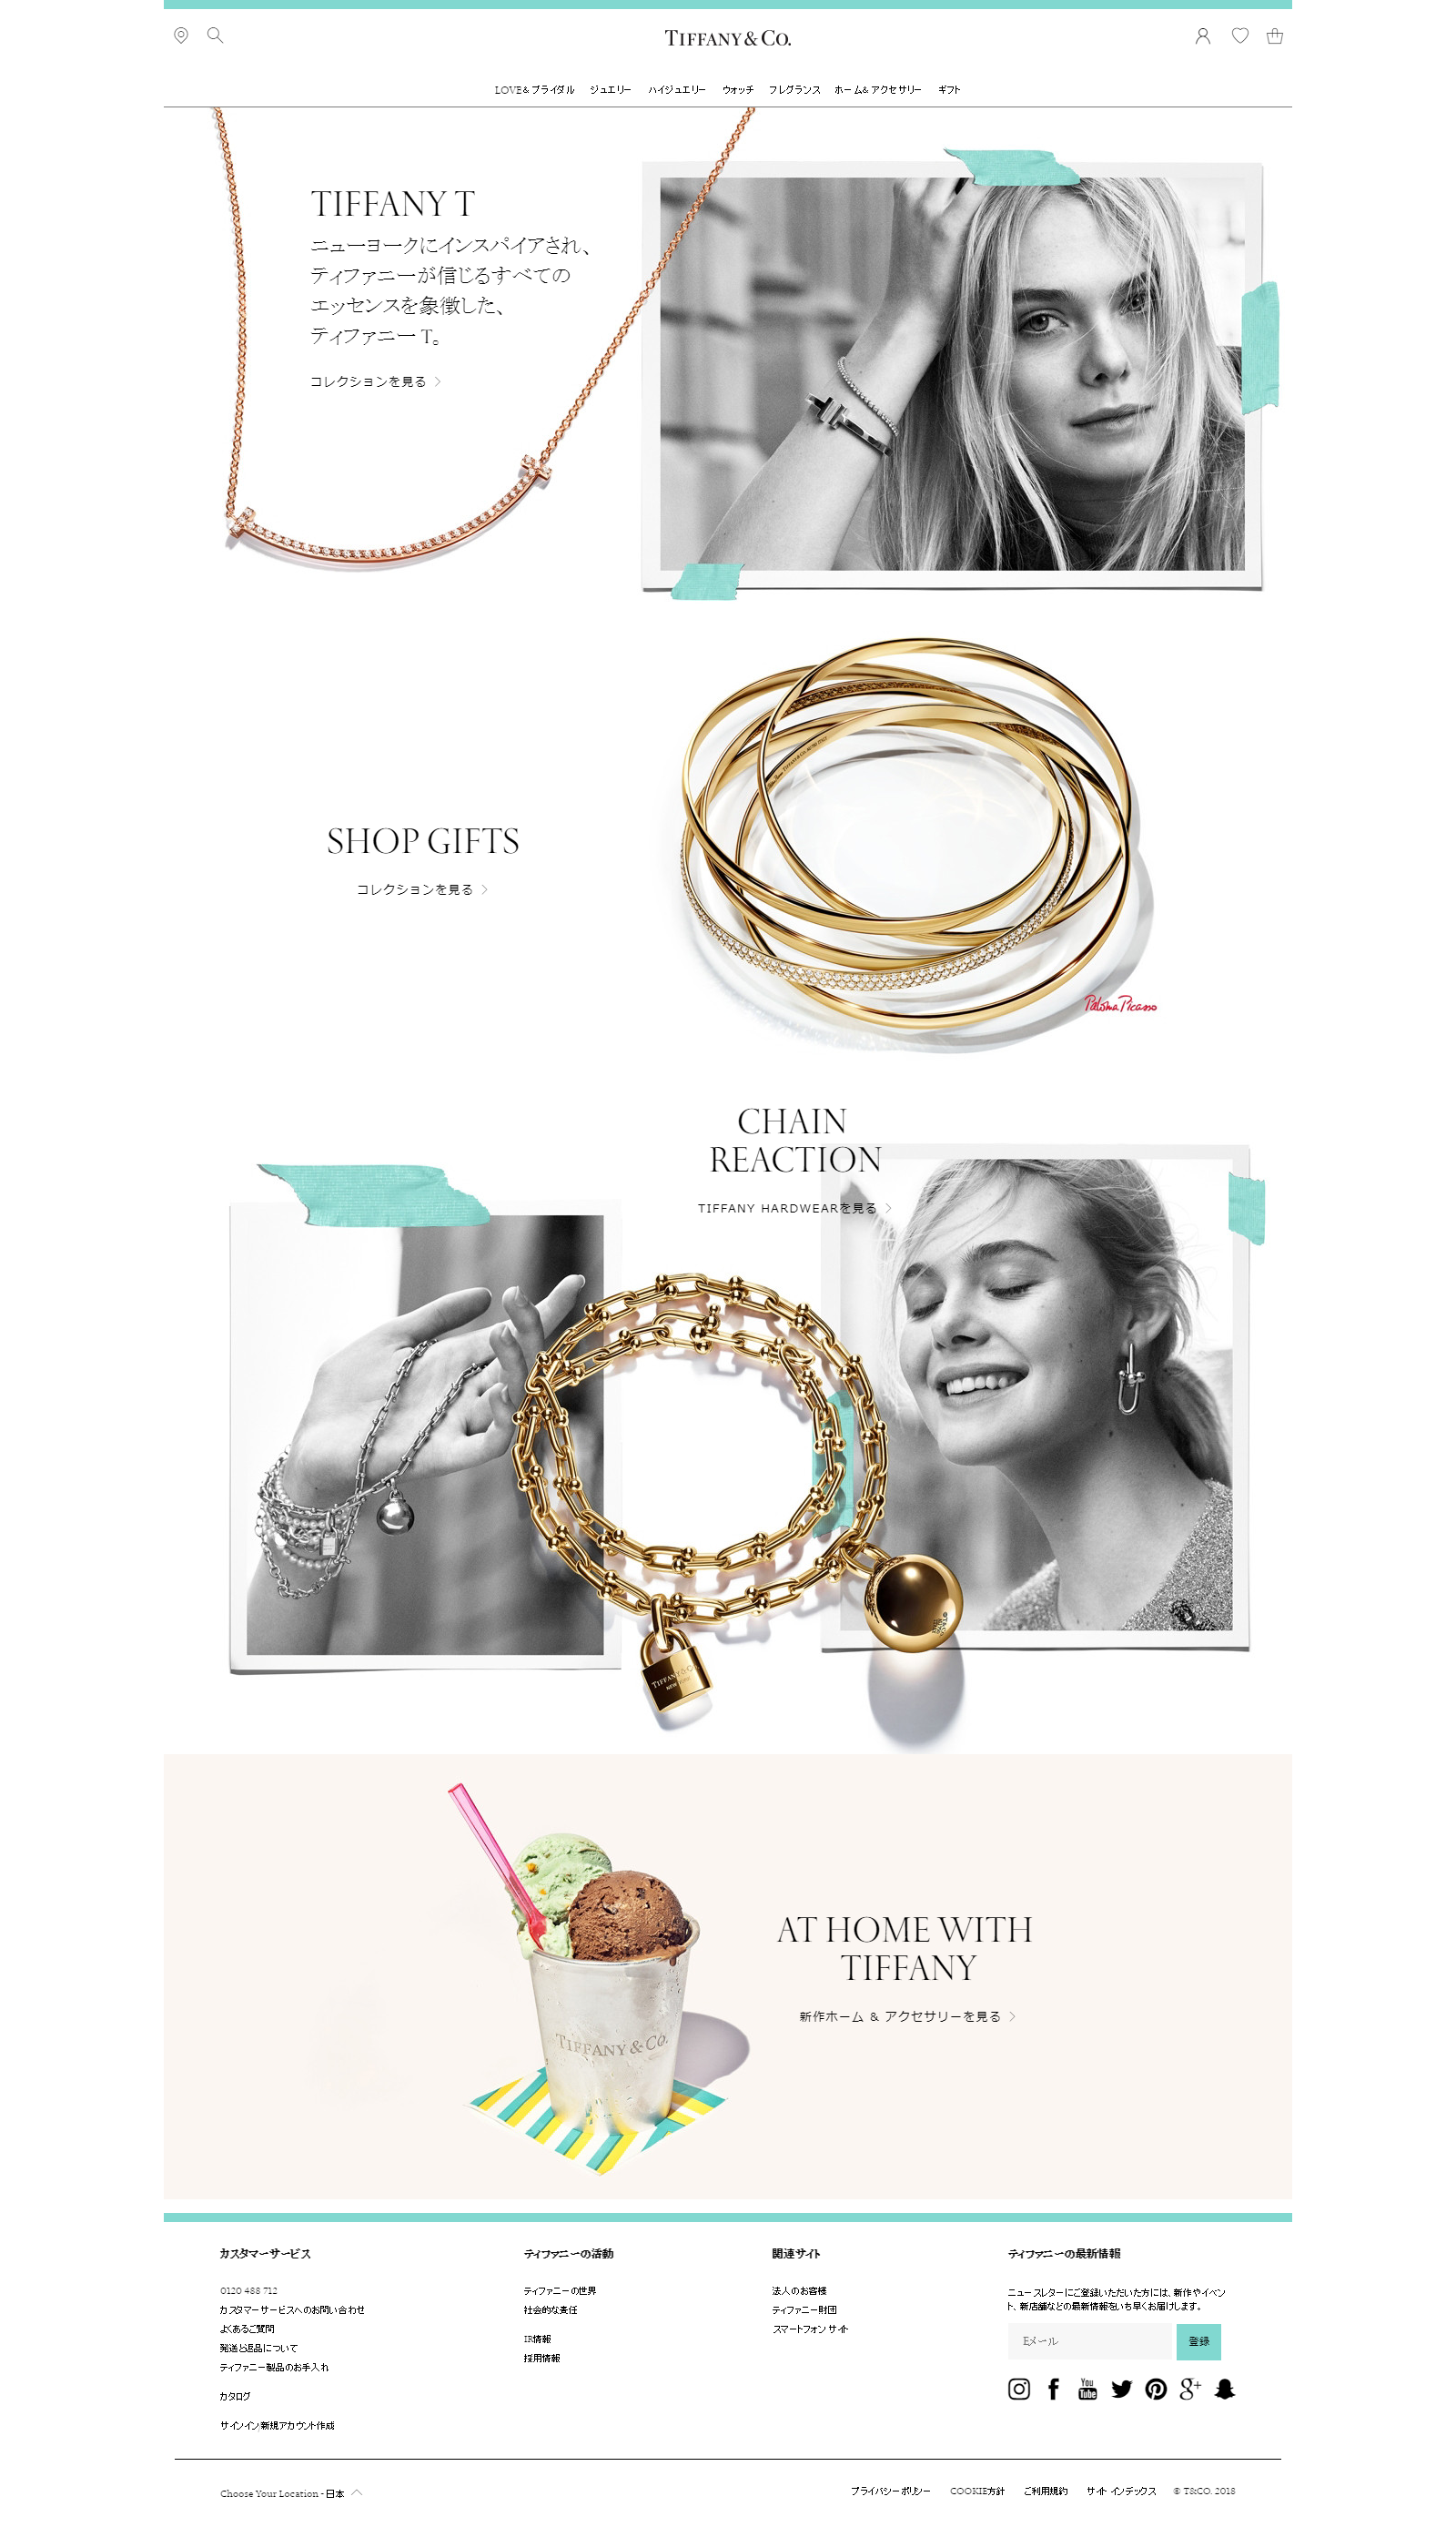 TIFFANY & CO.
LOVE & ブライダル ジュエリー ハイジュエリー ウォッチ フレグランス ホーム& アクセサリー ギフト
TIFFANY T
ニューヨークにインスパイアされ、
ティファニーが信じるすべての
エッセンスを象徴した、
ティファニー T。
コレクションを見る
SHOP GIFTS
コレクションを見る
Paloma Picasso
CHAIN
REACTION
TIFFANY HARDWEARを見る
TIFFANY & CO.
NEW YORK
AT HOME WITH
TIFFANY
新作ホーム & アクセサリーを見る
TIFFANY & CO.
カスタマーサービス
0120 488 712
カスタマーサービスへのお問い合わせ
よくあるご質問
発送と返品について
ティファニー製品のお手入れ
カタログ
サインイン新規アカウント作成
ティファニーの活動
ティファニーの世界
社会的な責任
IR情報
採用情報
関連サイト
法人のお客様
ティファニー財団
スマートフォン サイト
ティファニーの最新情報
ニュースレターにご登録いただいた方には、新作やイベン
ト、新店舗などの最新情報をいち早くお届けします。
Eメール 登録
You
Tube
Choose Your Location - 日本
プライバシーポリシー COOKIE方針 ご利用規約 サイト インデックス © T&CO. 2018